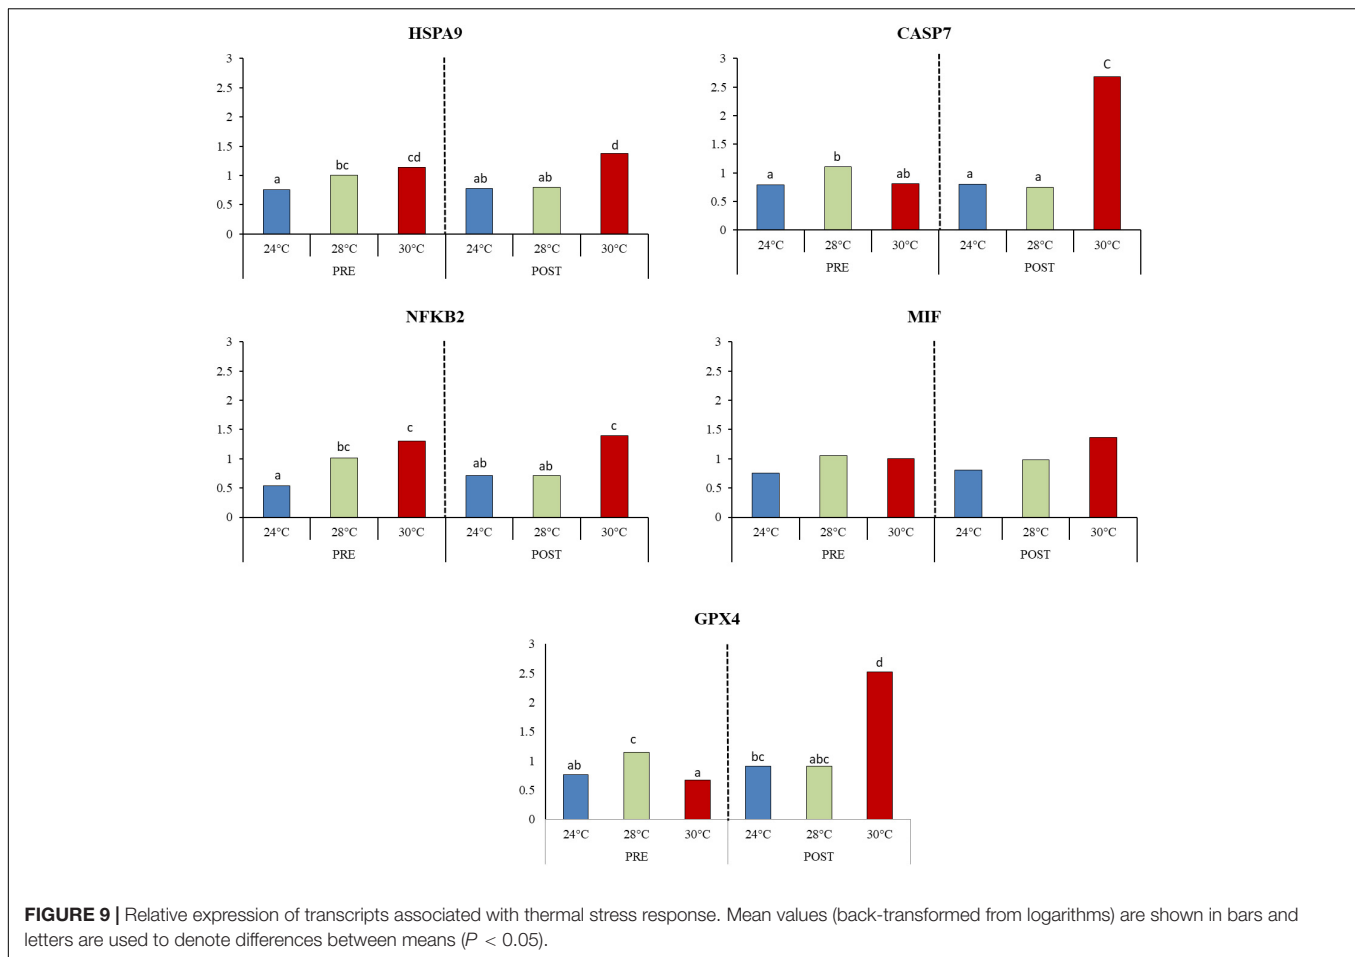 HSPA9
3
2.5
2
1.5
1
0.5
0
a
bc
cd
ab
ab
d
24°C 28°C 30°C 24°C 28°C 30°C
PRE POST
CASP7
3
2.5
2
1.5
1
0.5
0
a
b
ab
a
a
C
24°C 28°C 30°C 24°C 28°C 30°C
PRE POST
NFKB2
3
2.5
2
1.5
1
0.5
0
a
bc
c
ab
ab
c
24°C 28°C 30°C 24°C 28°C 30°C
PRE POST
MIF
3
2.5
2
1.5
1
0.5
0
24°C 28°C 30°C 24°C 28°C 30°C
PRE POST
GPX4
3
2.5
2
1.5
1
0.5
0
ab
c
a
bc
abc
d
24°C 28°C 30°C 24°C 28°C 30°C
PRE POST
FIGURE 9 | Relative expression of transcripts associated with thermal stress response. Mean values (back-transformed from logarithms) are shown in bars and
letters are used to denote differences between means (P < 0.05).